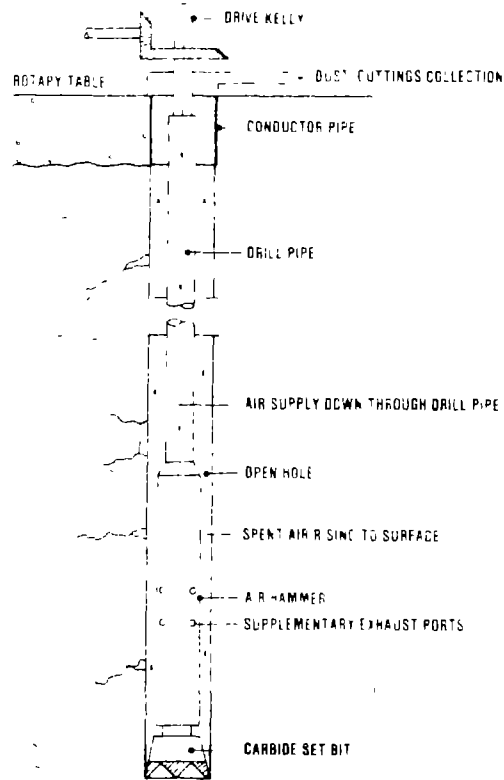 DRIVE KELLY
DUST CUTTINGS COLLECTION
ROTARY TABLE
CONDUCTOR PIPE
DRILL PIPE
AIR SUPPLY DOWN THROUGH DRILL PIPE
OPEN HOLE
SPENT AIR R SING TO SURFACE
A R HAMMER
SUPPLEMENTARY EXHAUST PORTS
CARBIDE SET BIT